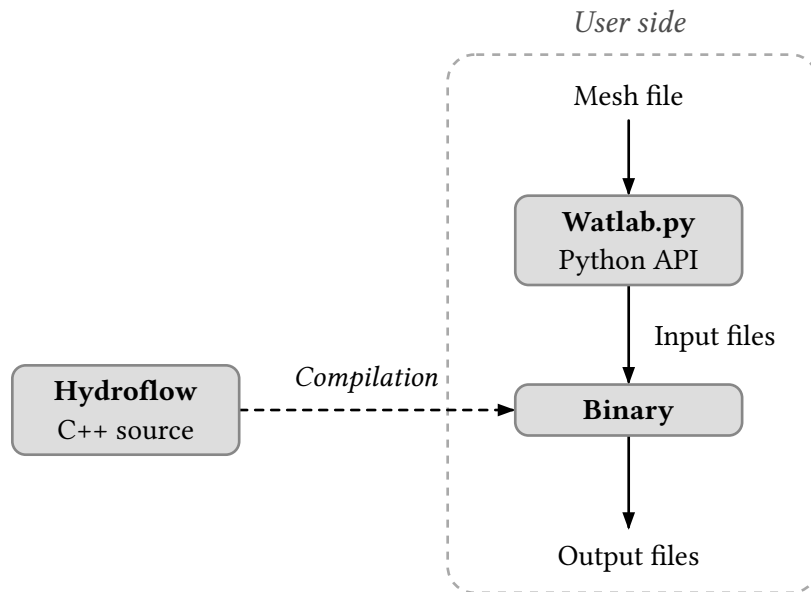 User side
Mesh file
Watlab.py
Python API
Input files
Hydroflow
C++ source
Compilation
Binary
Output files